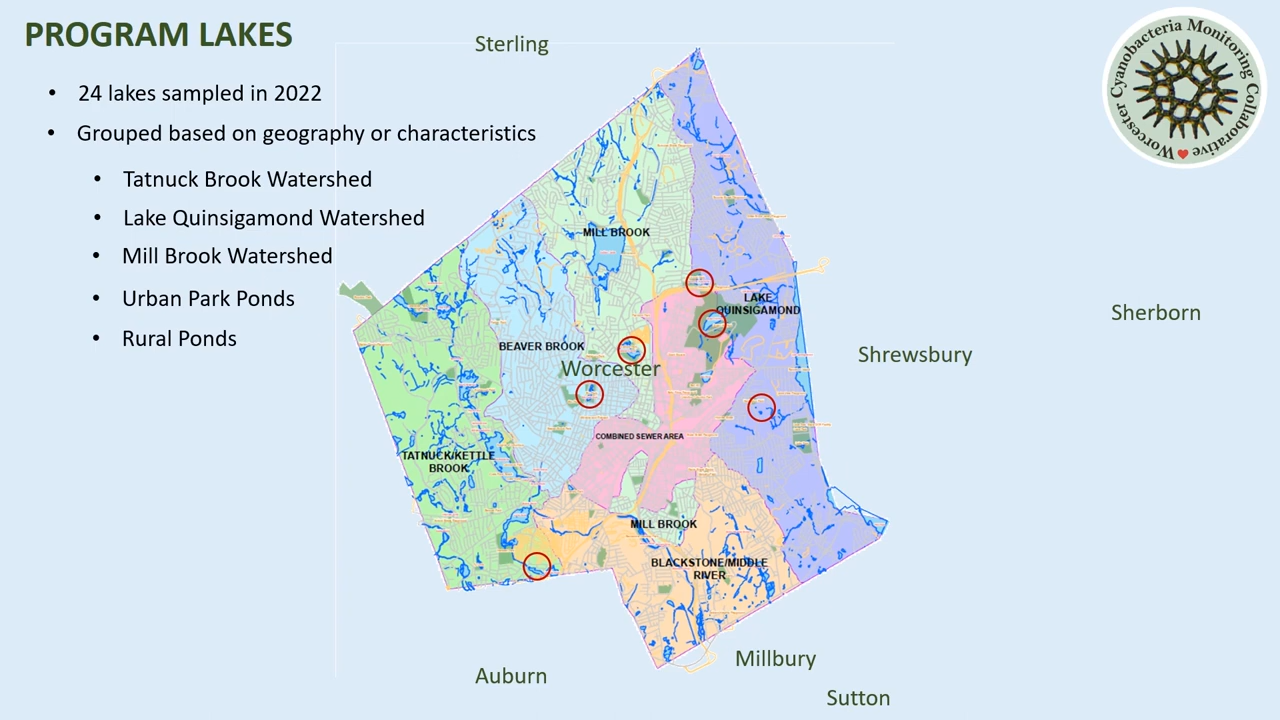 PROGRAM LAKES
• 24 lakes sampled in 2022
• Grouped based on geography or characteristics
• Tatnuck Brook Watershed
• Lake Quinsigamond Watershed
• Mill Brook Watershed
• Urban Park Ponds
• Rural Ponds
Sterling
Worcester Cyanobacteria Monitoring Collaborative
MILL BROOK
LAKE
QUINSIGAMOND
Sherborn
BEAVER BROOK
Shrewsbury
Worcester
COMBINED SEWER AREA
TATNUCK/KETTLE
BROOK
MILL BROOK
BLACKSTONE/MIDDLE
RIVER
Millbury
Auburn
Sutton